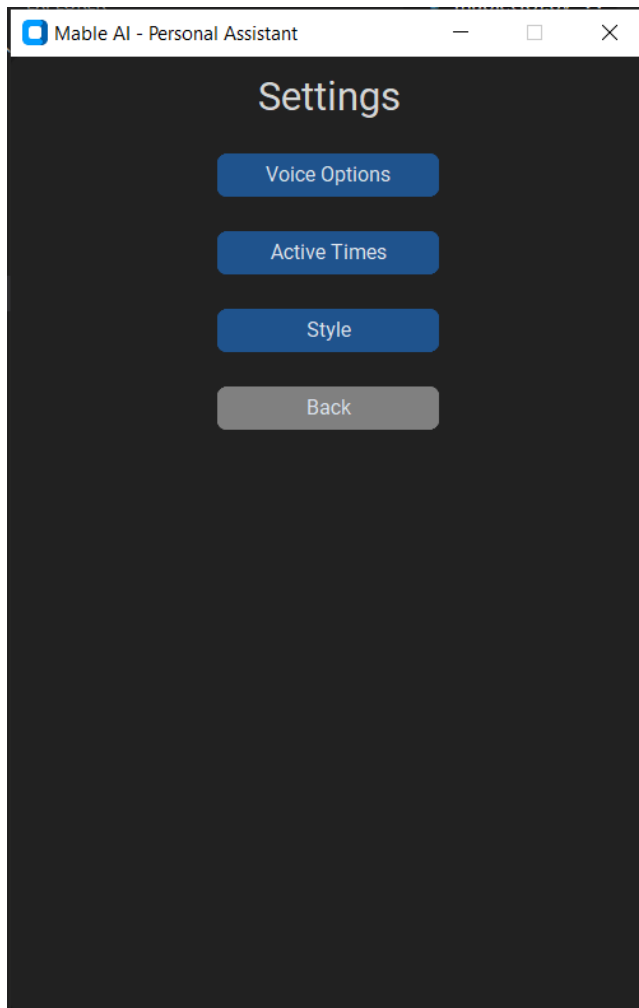 Mable AI - Personal Assistant
Settings
Voice Options
Active Times
Style
Back